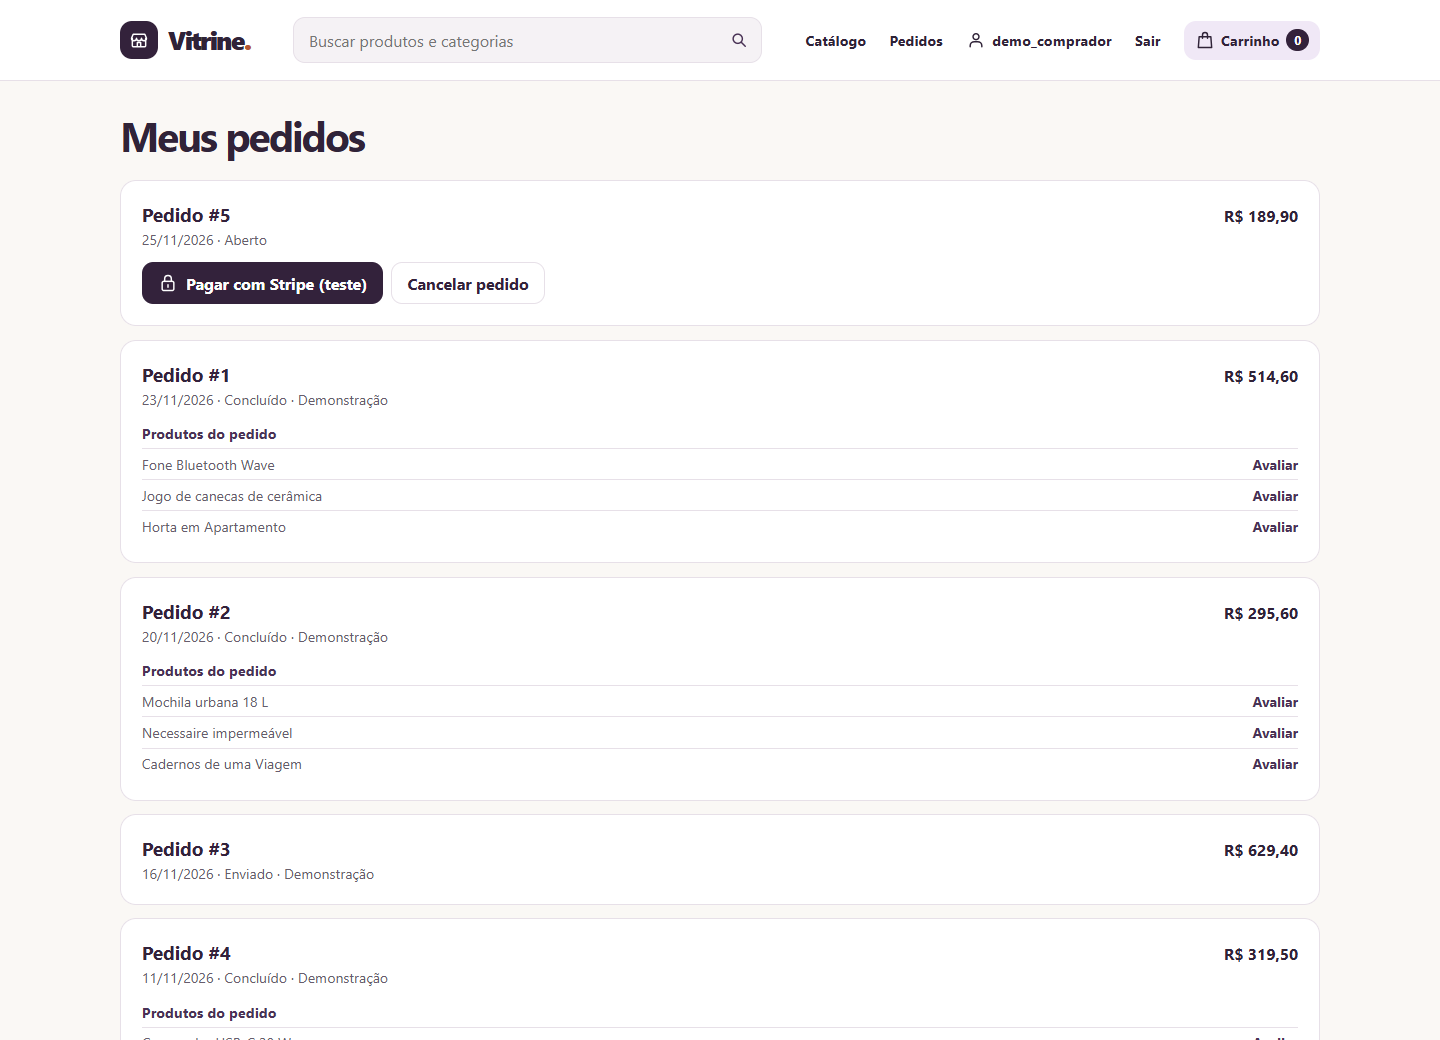 Vitrine.
Buscar produtos e categorias
Catálogo
Pedidos
demo_comprador
Sair
Carrinho 0
Meus pedidos
Pedido #5
R$ 189,90
25/11/2026 · Aberto
Pagar com Stripe (teste)
Cancelar pedido
Pedido #1
R$ 514,60
23/11/2026 · Concluído · Demonstração
Produtos do pedido
Fone Bluetooth Wave Avaliar
Jogo de canecas de cerâmica Avaliar
Horta em Apartamento Avaliar
Pedido #2
R$ 295,60
20/11/2026 · Concluído · Demonstração
Produtos do pedido
Mochila urbana 18 L Avaliar
Necessaire impermeável Avaliar
Cadernos de uma Viagem Avaliar
Pedido #3
R$ 629,40
16/11/2026 · Enviado · Demonstração
Pedido #4
R$ 319,50
11/11/2026 · Concluído · Demonstração
Produtos do pedido